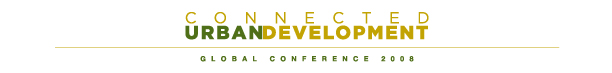 CONNECTED
URBANDEVELOPMENT
GLOBAL CONFERENCE 2008